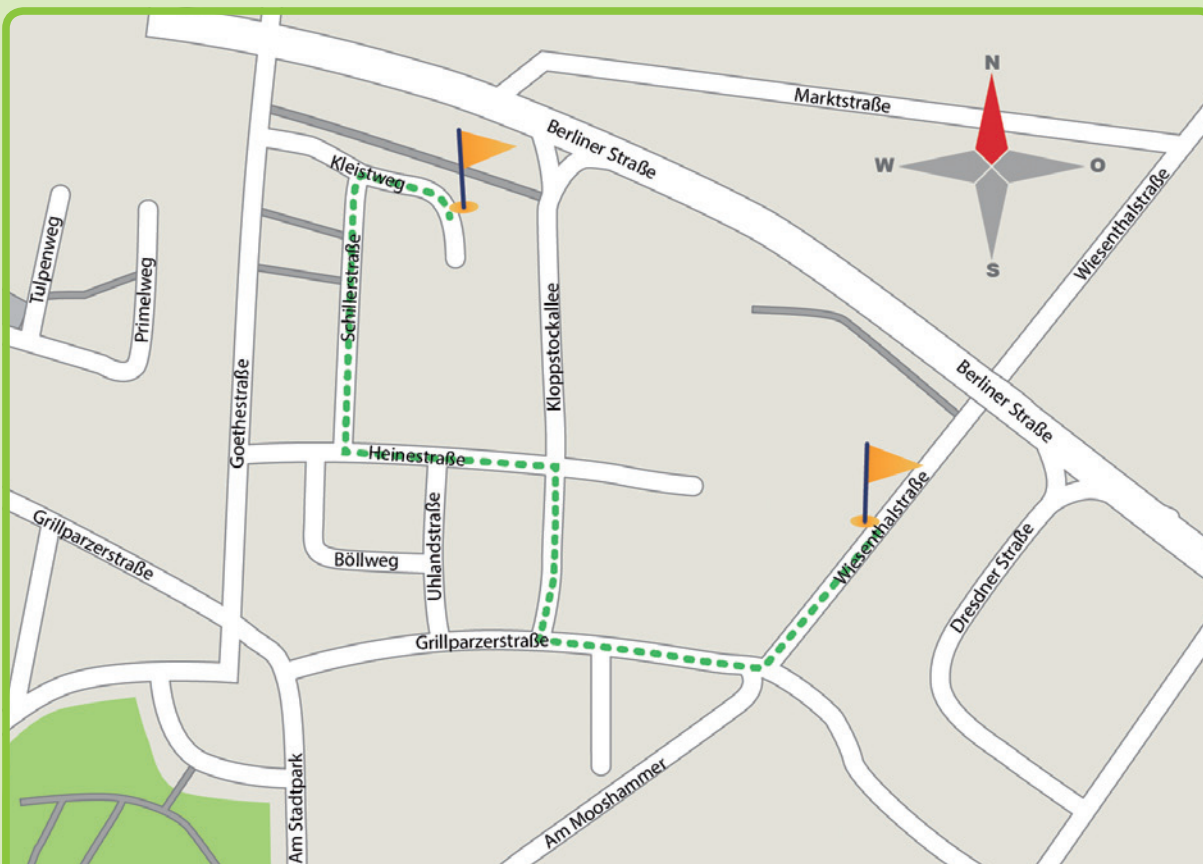 N
Marktstraße
Berliner Straße
W
O
Kleistweg
Wiesenthalstraße
S
Tulpenweg
Primelweg
Schillerstraße
Kloppstockallee
Goethestraße
Berliner Straße
Heinestraße
Wiesenthalstraße
Grillparzerstraße
Böllweg
Uhlandstraße
Dresdner Straße
Grillparzerstraße
Am Stadtpark
Am Mooshammer